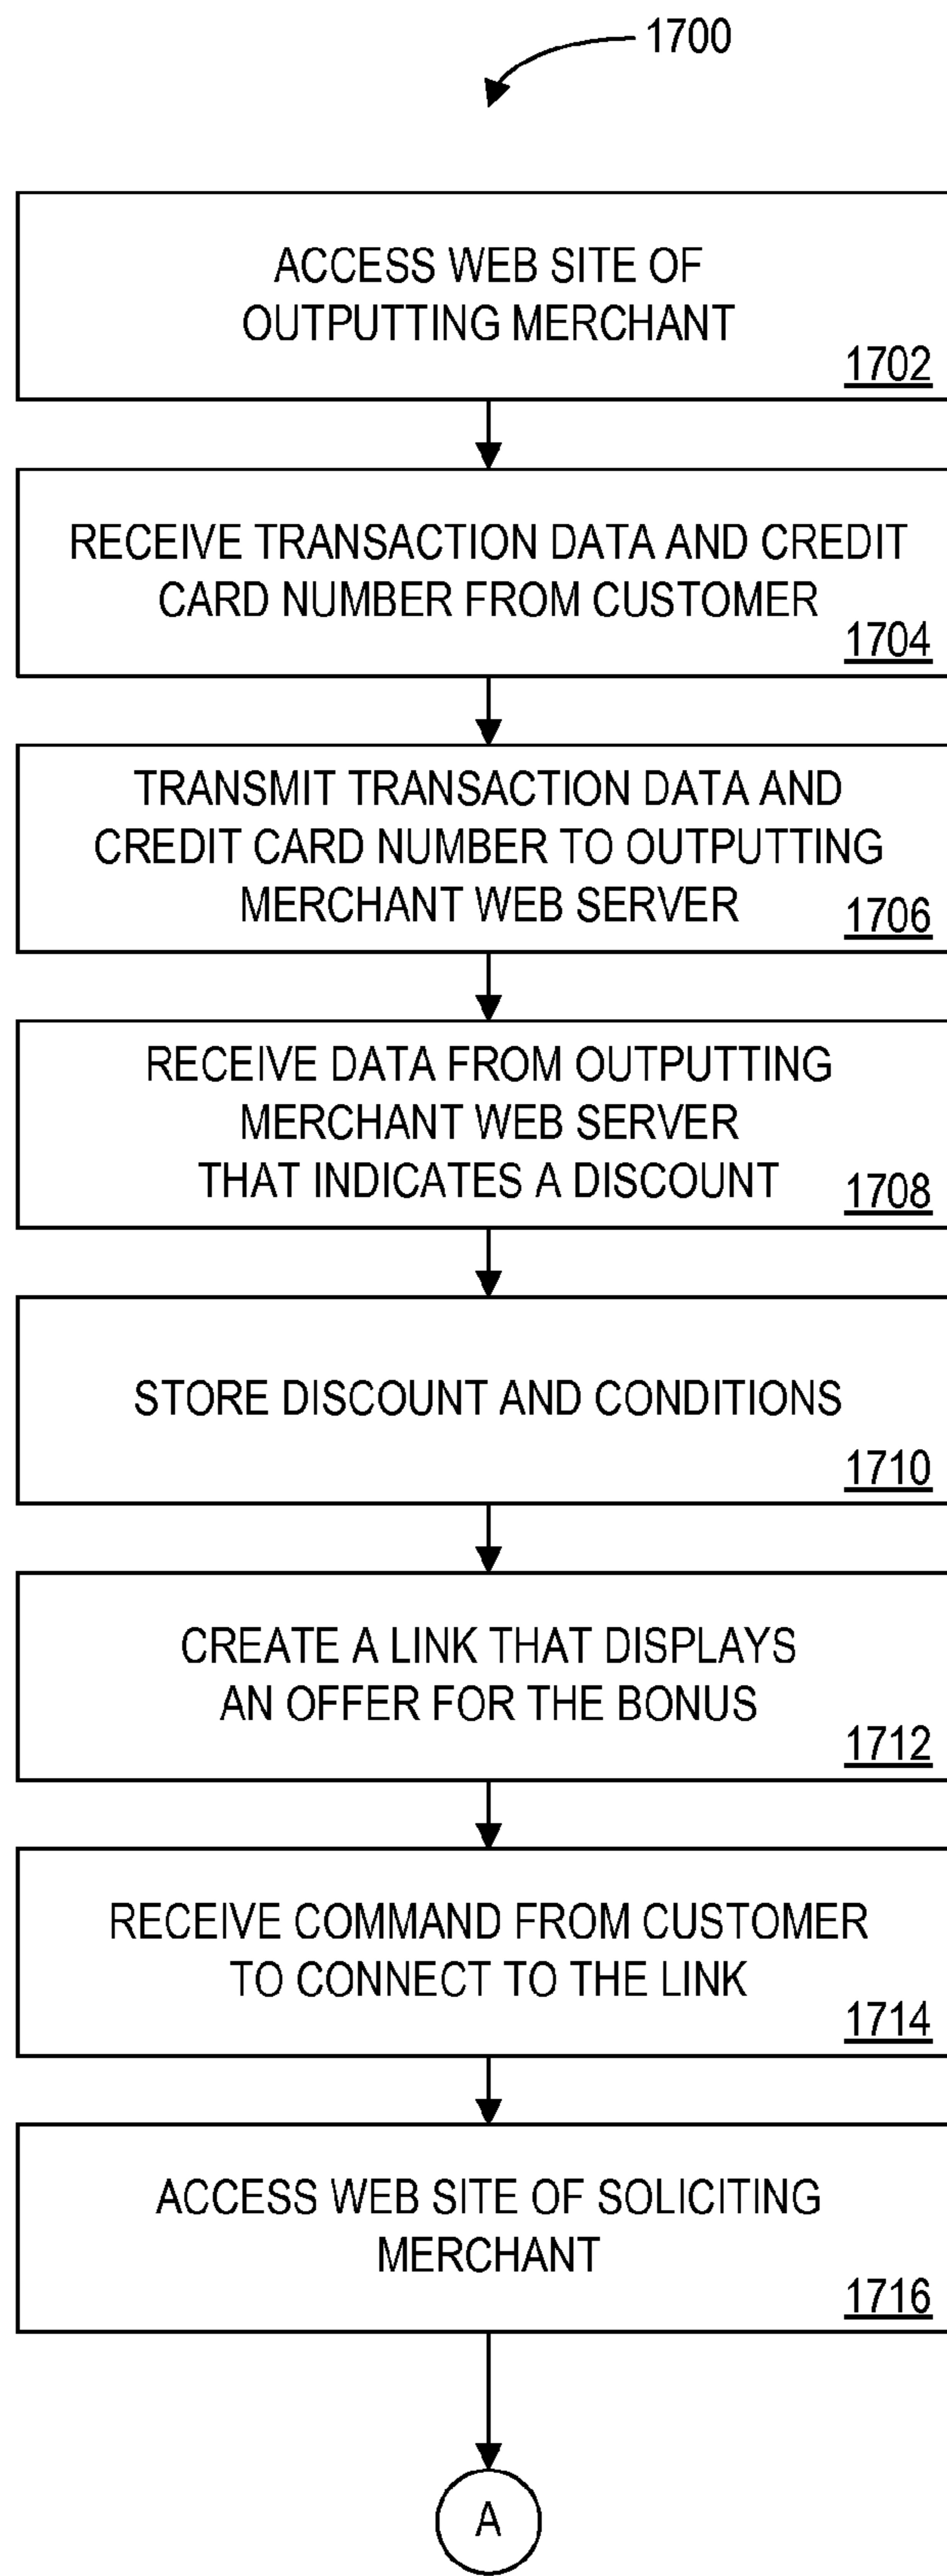 1700
ACCESS WEB SITE OF
OUTPUTTING MERCHANT
1702
RECEIVE TRANSACTION DATA AND CREDIT
CARD NUMBER FROM CUSTOMER
1704
TRANSMIT TRANSACTION DATA AND
CREDIT CARD NUMBER TO OUTPUTTING
MERCHANT WEB SERVER
1706
RECEIVE DATA FROM OUTPUTTING
MERCHANT WEB SERVER
THAT INDICATES A DISCOUNT
1708
STORE DISCOUNT AND CONDITIONS
1710
CREATE A LINK THAT DISPLAYS
AN OFFER FOR THE BONUS
1712
RECEIVE COMMAND FROM CUSTOMER
TO CONNECT TO THE LINK
1714
ACCESS WEB SITE OF SOLICITING
MERCHANT
1716
A